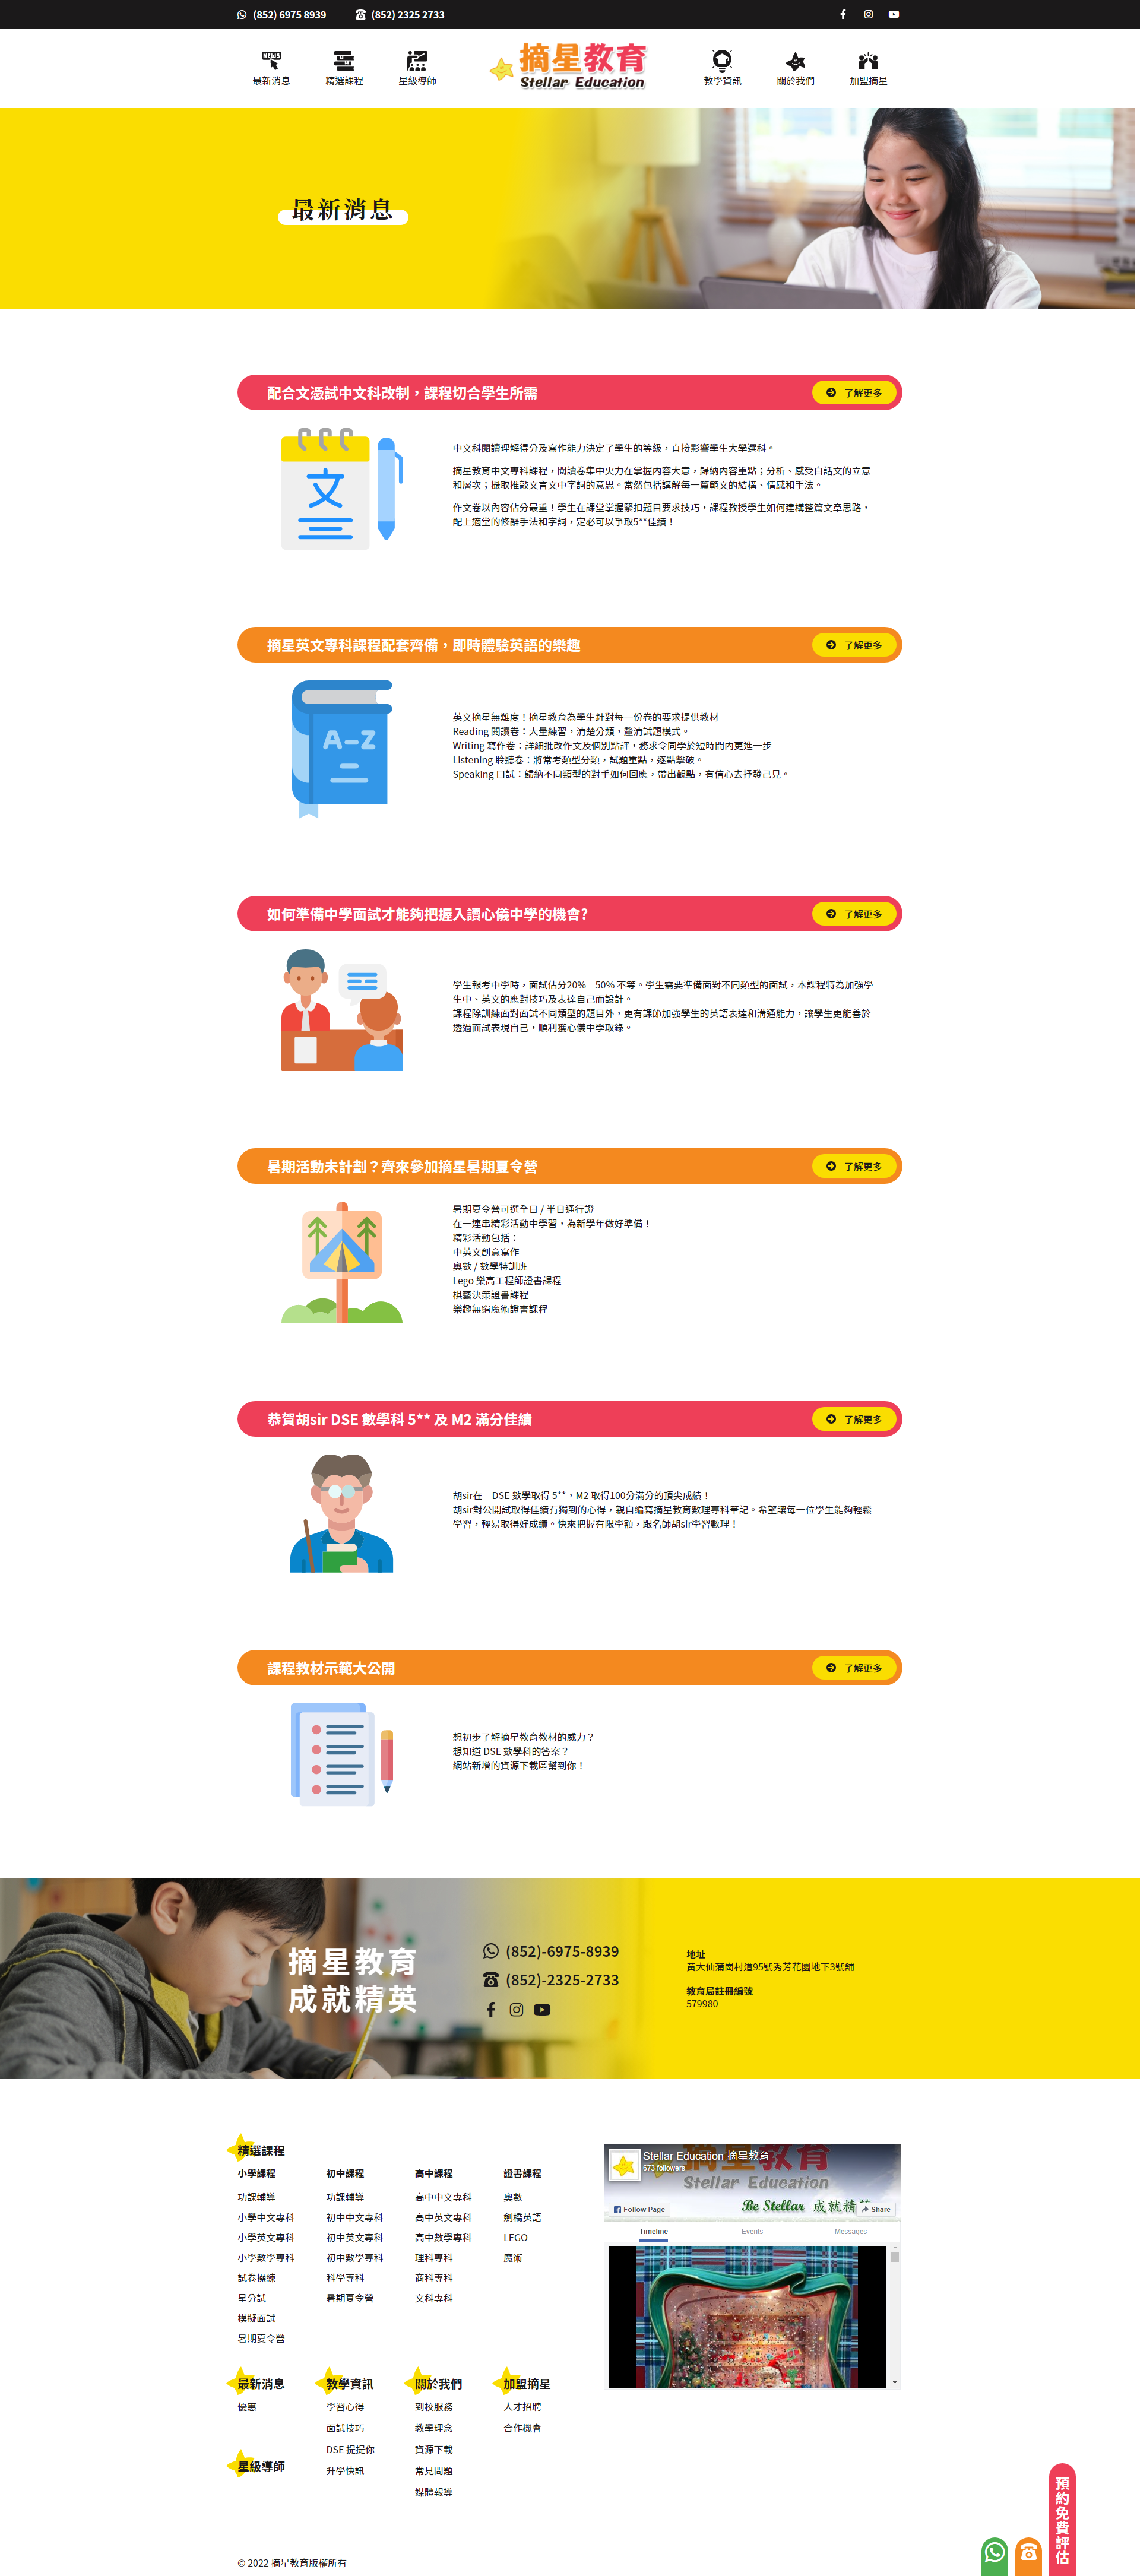 (852) 6975 8939
(852) 2325 2733
NEWS
最新消息
精選課程
星級導師
摘星教育
Stellar Education
教學資訊
關於我們
加盟摘星
最新消息
配合文憑試中文科改制，課程切合學生所需
了解更多
文
中文科閱讀理解得分及寫作能力決定了學生的等級，直接影響學生大學選科。
摘星教育中文專科課程，閱讀卷集中火力在掌握內容大意，歸納內容重點；分析、感受白話文的立意
和層次；擷取推敲文言文中字詞的意思。當然包括講解每一篇範文的結構、情感和手法。
作文卷以內容佔分最重！學生在課堂掌握緊扣題目要求技巧，課程教授學生如何建構整篇文章思路，
配上適堂的修辭手法和字詞，定必可以爭取5**佳績！
摘星英文專科課程配套齊備，即時體驗英語的樂趣
了解更多
A-Z
英文摘星無難度！摘星教育為學生針對每一份卷的要求提供教材
Reading 閱讀卷：大量練習，清楚分類，釐清試題模式。
Writing 寫作卷：詳細批改作文及個別點評，務求令同學於短時間內更進一步
Listening 聆聽卷：將常考類型分類，試題重點，逐點擊破。
Speaking 口試：歸納不同類型的對手如何回應，帶出觀點，有信心去抒發己見。
如何準備中學面試才能夠把握入讀心儀中學的機會?
了解更多
學生報考中學時，面試佔分20% – 50% 不等。學生需要準備面對不同類型的面試，本課程特為加強學
生中、英文的應對技巧及表達自己而設計。
課程除訓練面對面試不同類型的題目外，更有課節加強學生的英語表達和溝通能力，讓學生更能善於
透過面試表現自己，順利獲心儀中學取錄。
暑期活動未計劃？齊來參加摘星暑期夏令營
了解更多
暑期夏令營可選全日 / 半日通行證
在一連串精彩活動中學習，為新學年做好準備！
精彩活動包括：
中英文創意寫作
奧數 / 數學特訓班
Lego 樂高工程師證書課程
棋藝決策證書課程
樂趣無窮魔術證書課程
恭賀胡sir DSE 數學科 5** 及 M2 滿分佳績
了解更多
胡sir在　DSE 數學取得 5**，M2 取得100分滿分的頂尖成績！
胡sir對公開試取得佳績有獨到的心得，親自編寫摘星教育數理專科筆記。希望讓每一位學生能夠輕鬆
學習，輕易取得好成績。快來把握有限學額，跟名師胡sir學習數理！
課程教材示範大公開
了解更多
想初步了解摘星教育教材的威力？
想知道 DSE 數學科的答案？
網站新增的資源下載區幫到你！
摘星教育
成就精英
(852)-6975-8939
(852)-2325-2733
地址
黃大仙蒲崗村道95號秀芳花園地下3號舖
教育局註冊編號
579980
精選課程
小學課程
功課輔導
小學中文專科
小學英文專科
小學數學專科
試卷操練
呈分試
模擬面試
暑期夏令營
初中課程
功課輔導
初中中文專科
初中英文專科
初中數學專科
科學專科
暑期夏令營
高中課程
高中中文專科
高中英文專科
高中數學專科
理科專科
商科專科
文科專科
證書課程
奧數
劍橋英語
LEGO
魔術
最新消息
優惠
星級導師
教學資訊
學習心得
面試技巧
DSE 提提你
升學快訊
關於我們
到校服務
教學理念
資源下載
常見問題
媒體報導
加盟摘星
人才招聘
合作機會
摘星教育
Stellar Education 摘星教育
673 followers
Stellar Education
Be Stellar 成就精英
Follow Page
Share
Timeline
Events
Messages
預約免費評估
© 2022 摘星教育版權所有